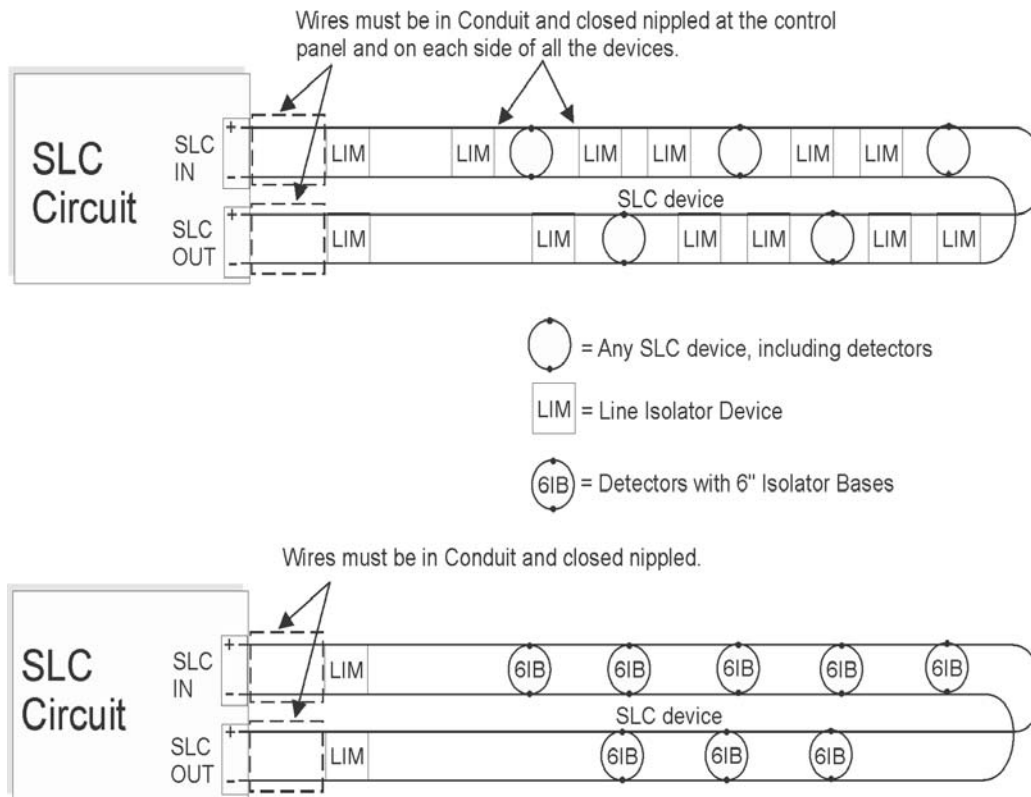 Wires must be in Conduit and closed nippled at the control
panel and on each side of all the devices.
SLC
Circuit
+
SLC
IN
-
LIM
LIM
LIM
LIM
LIM
LIM
SLC device
+
SLC
OUT
-
LIM
LIM
LIM
LIM
LIM
LIM
= Any SLC device, including detectors
LIM = Line Isolator Device
6IB = Detectors with 6" Isolator Bases
Wires must be in Conduit and closed nippled.
SLC
Circuit
+
SLC
IN
-
LIM
6IB
6IB
6IB
6IB
6IB
SLC device
+
SLC
OUT
-
LIM
6IB
6IB
6IB